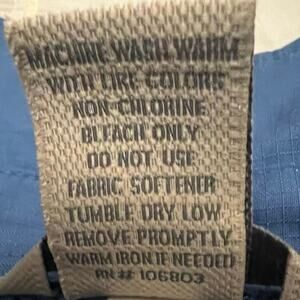 MACHINE WASH WARM
WITH LIKE COLORS
NON-CHLORINE
BLEACH ONLY
DO NOT USE
FABRIC SOFTENER
TUMBLE DRY LOW
REMOVE PROMPTLY
WARM IRON IF NEEDED
RN# 106803